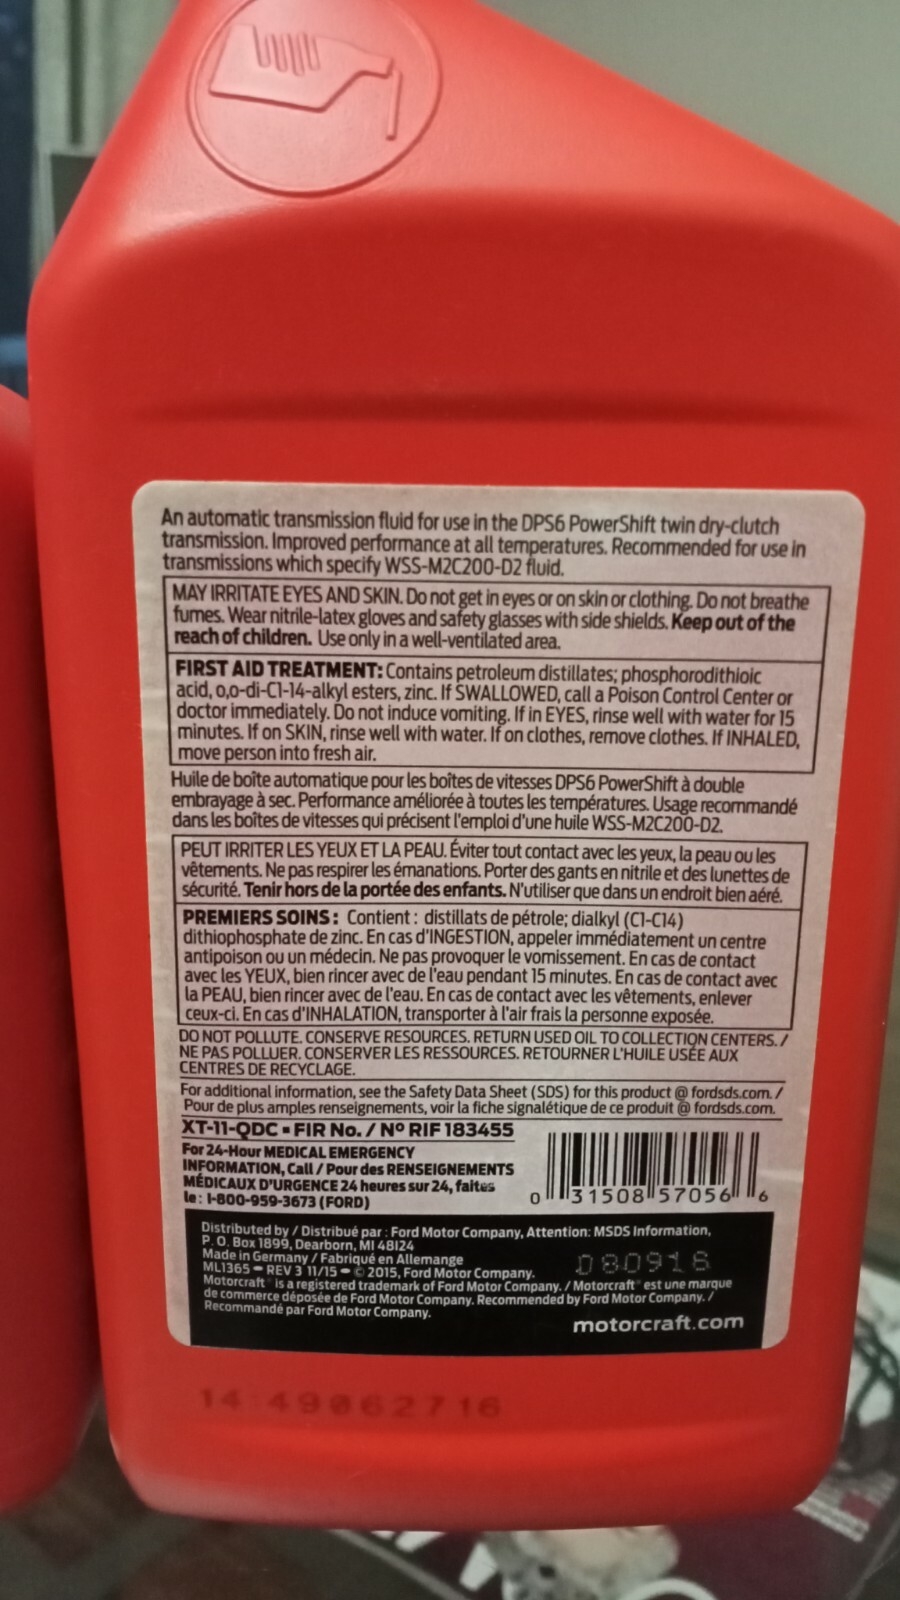 An automatic transmission fluid for use in the DPS6 PowerShift twin dry-clutch
transmission. Improved performance at all temperatures. Recommended for use in
transmissions which specify WSS-M2C200-D2 fluid.
MAY IRRITATE EYES AND SKIN. Do not get in eyes or on skin or clothing. Do not breathe
fumes. Wear nitrile-latex gloves and safety glasses with side shields. Keep out of the
reach of children. Use only in a well-ventilated area.
FIRST AID TREATMENT: Contains petroleum distillates; phosphorodithioic
acid, o,o-di-C1-14-alkyl esters, zinc. If SWALLOWED, call a Poison Control Center or
doctor immediately. Do not induce vomiting. If in EYES, rinse well with water for 15
minutes. If on SKIN, rinse well with water. If on clothes, remove clothes. If INHALED,
move person into fresh air.
Huile de boîte automatique pour les boîtes de vitesses DPS6 PowerShift à double
embrayage à sec. Performance améliorée à toutes les températures. Usage recommandé
dans les boîtes de vitesses qui précisent l'emploi d'une huile WSS-M2C200-D2.
PEUT IRRITER LES YEUX ET LA PEAU. Éviter tout contact avec les yeux, la peau ou les
vêtements. Ne pas respirer les émanations. Porter des gants en nitrile et des lunettes de
sécurité. Tenir hors de la portée des enfants. N'utiliser que dans un endroit bien aéré.
PREMIERS SOINS : Contient : distillats de pétrole; dialkyl (C1-C14)
dithiophosphate de zinc. En cas d'INGESTION, appeler immédiatement un centre
antipoison ou un médecin. Ne pas provoquer le vomissement. En cas de contact
avec les YEUX, bien rincer avec de l'eau pendant 15 minutes. En cas de contact avec
la PEAU, bien rincer avec de l'eau. En cas de contact avec les vêtements, enlever
ceux-ci. En cas d'INHALATION, transporter à l'air frais la personne exposée.
DO NOT POLLUTE. CONSERVE RESOURCES. RETURN USED OIL TO COLLECTION CENTERS. /
NE PAS POLLUER. CONSERVER LES RESSOURCES. RETOURNER L'HUILE USÉE AUX
CENTRES DE RECYCLAGE.
For additional information, see the Safety Data Sheet (SDS) for this product @ fordsds.com. /
Pour de plus amples renseignements, voir la fiche signalétique de ce produit @ fordsds.com.
XT-11-QDC ▪ FIR No. / Nº RIF 183455
For 24-Hour MEDICAL EMERGENCY
INFORMATION, Call / Pour des RENSEIGNEMENTS
MÉDICAUX D'URGENCE 24 heures sur 24, faites
le : 1-800-959-3673 (FORD)
0 31508 57056 6
Distributed by / Distribué par : Ford Motor Company, Attention: MSDS Information,
P. O. Box 1899, Dearborn, MI 48124
Made in Germany / Fabriqué en Allemange
ML1365 – REV 3 11/15 – © 2015, Ford Motor Company.
080916
Motorcraft® is a registered trademark of Ford Motor Company. / Motorcraft® est une marque
de commerce déposée de Ford Motor Company. Recommended by Ford Motor Company. /
Recommandé par Ford Motor Company.
motorcraft.com
14:49062716